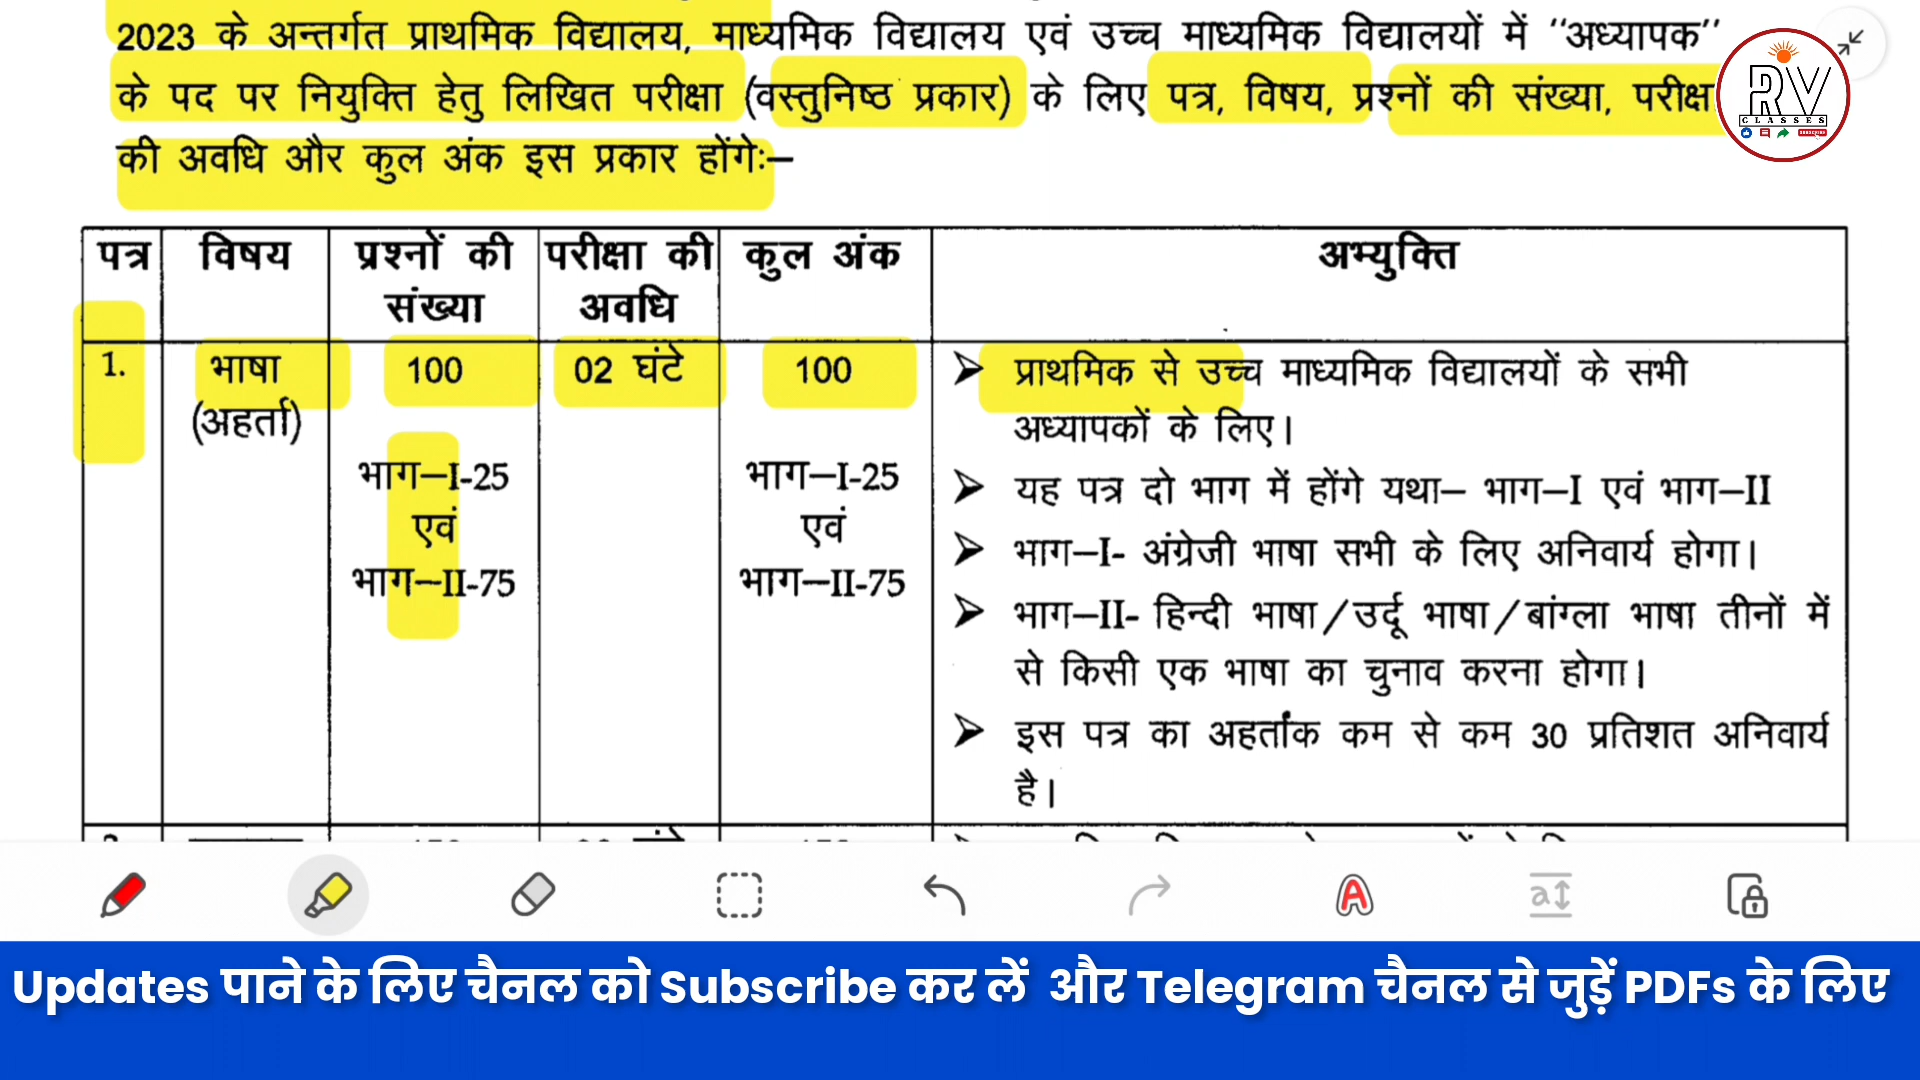 2023 के अन्तर्गत प्राथमिक विद्यालय, माध्यमिक विद्यालय एवं उच्च माध्यमिक विद्यालयों में ''अध्यापक''
के पद पर नियुक्ति हेतु लिखित परीक्षा (वस्तुनिष्ठ प्रकार) के लिए पत्र, विषय, प्रश्नों की संख्या, परीक्ष
की अवधि और कुल अंक इस प्रकार होंगेः–
RV
CLASSES
SUBSCRIBE
पत्र विषय प्रश्नों की परीक्षा की कुल अंक अभ्युक्ति
संख्या अवधि
1. भाषा 100 02 घंटे 100 ➢ प्राथमिक से उच्च माध्यमिक विद्यालयों के सभी
(अहर्ता) अध्यापकों के लिए।
भाग–I-25 भाग–I-25 ➢ यह पत्र दो भाग में होंगे यथा– भाग–I एवं भाग–II
एवं एवं ➢ भाग–I- अंग्रेजी भाषा सभी के लिए अनिवार्य होगा।
भाग–II-75 भाग–II-75 ➢ भाग–II- हिन्दी भाषा/उर्दू भाषा/बांग्ला भाषा तीनों में
से किसी एक भाषा का चुनाव करना होगा।
➢ इस पत्र का अहर्तांक कम से कम 30 प्रतिशत अनिवार्य
है।
A
a
Updates पाने के लिए चैनल को Subscribe कर लें और Telegram चैनल से जुड़ें PDFs के लिए